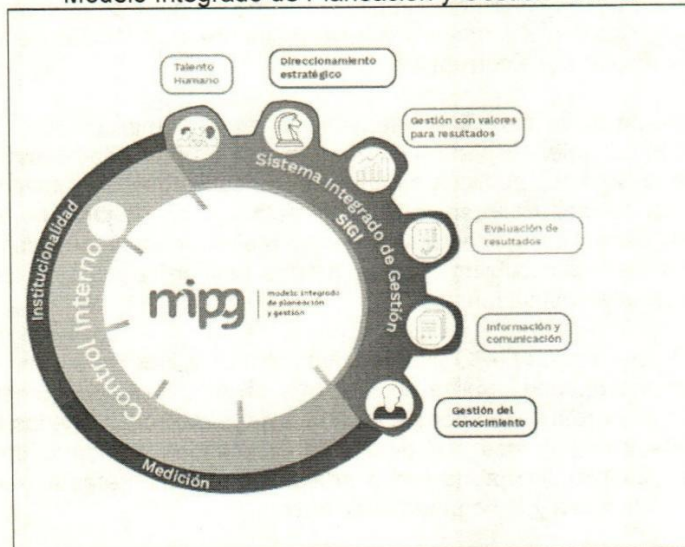 Modelo Integrado de Planeación y
Talento
Humano
Direccionamiento
estratégico
Gestión con valores
para resultados
Evaluación de
resultados
Información y
comunicación
Gestión del
conocimiento
Sistema Integrado de Gestión
SIGI
Institucionalidad
Control Interno
Medición
mipg
modelo integrado
de planeación
y gestión